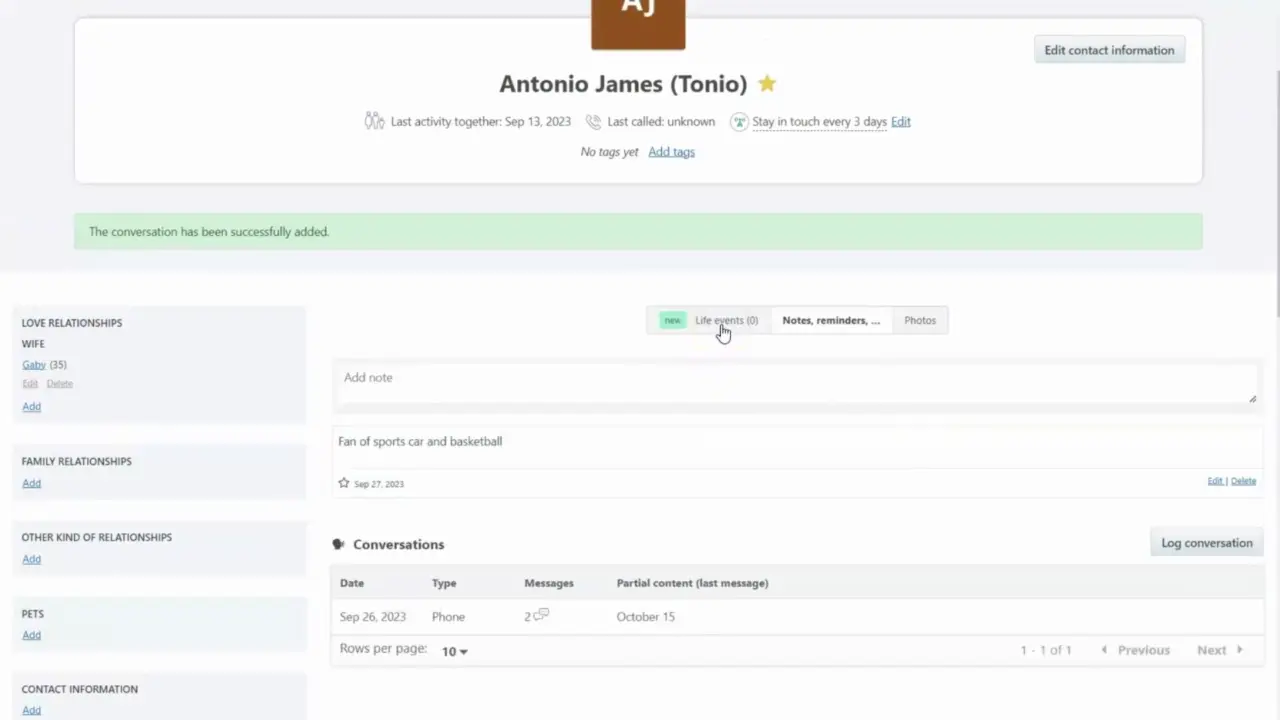 AJ
Edit contact information
Antonio James (Tonio)
Last activity together: Sep 13, 2023 Last called: unknown Stay in touch every 3 days Edit
No tags yet Add tags
The conversation has been successfully added.
new Life events (0) Notes, reminders, ... Photos
LOVE RELATIONSHIPS
WIFE
Gaby (35)
Edit Delete
Add
FAMILY RELATIONSHIPS
Add
OTHER KIND OF RELATIONSHIPS
Add
PETS
Add
CONTACT INFORMATION
Add
Add note
Fan of sports car and basketball
Sep 27, 2023 Edit | Delete
Conversations Log conversation
Date Type Messages Partial content (last message)
Sep 26, 2023 Phone 2 October 15
Rows per page: 10 1 - 1 of 1 Previous Next